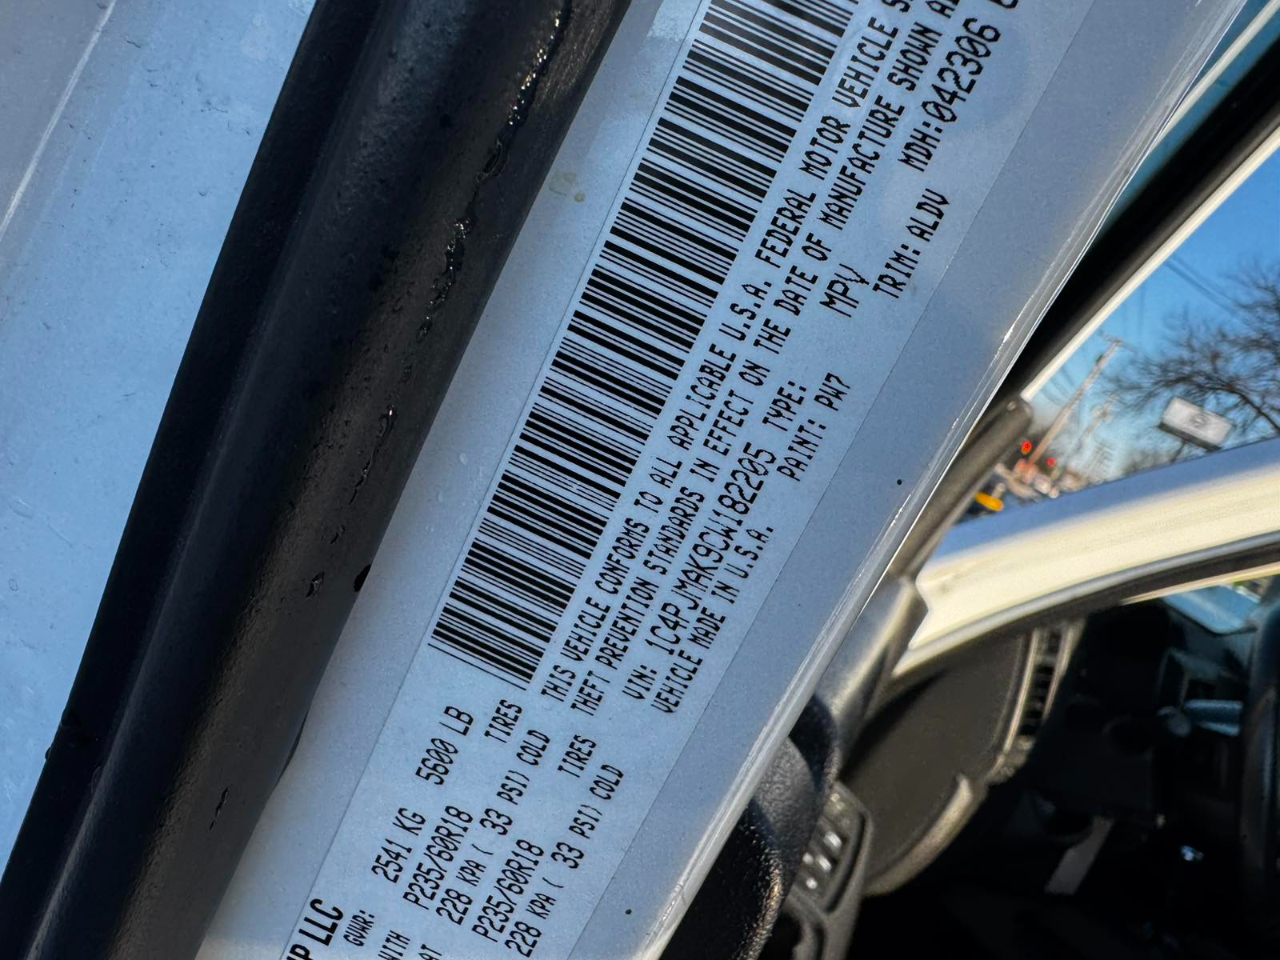 P LLC
GVWR: 2541 KG 5600 LB
WITH P235/60R18 TIRES
AT 228 KPA ( 33 PSI) COLD
P235/60R18 TIRES
228 KPA ( 33 PSI) COLD
THIS VEHICLE CONFORMS TO ALL APPLICABLE U.S.A. FEDERAL MOTOR VEHICLE
THEFT PREVENTION STANDARDS IN EFFECT ON THE DATE OF MANUFACTURE SHOWN
VIN: 1C4PJMAK9CW182205 TYPE: MPV MDH:042306
VEHICLE MADE IN U.S.A. PAINT: PW7 TRIM: ALDV